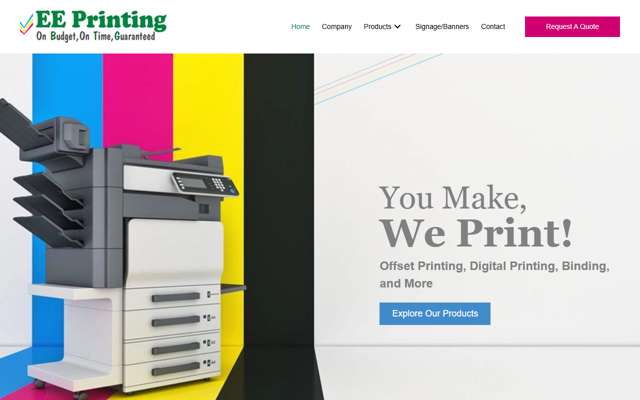 EE Printing
On Budget,On Time,Guaranteed
Home
Company
Products
Signage/Banners
Contact
Request A Quote
You Make,
We Print!
Offset Printing, Digital Printing, Binding,
and More
Explore Our Products